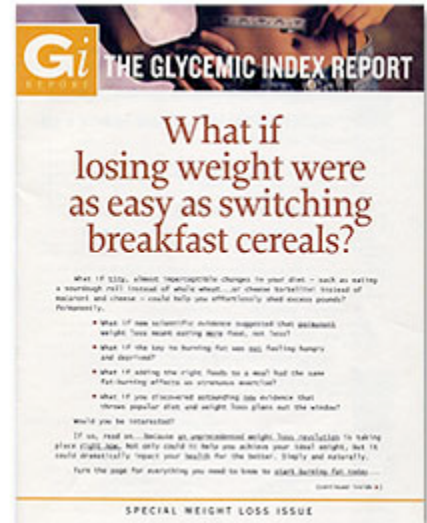 Gi
REPORT
THE GLYCEMIC INDEX REPORT
What if
losing weight were
as easy as switching
breakfast cereals?
What if tiny, almost imperceptible changes in your diet — such as eating
a sourdough roll instead of whole wheat...or cheese tortellini instead of
macaroni and cheese — could help you effortlessly shed excess pounds?
Permanently.
• What if new scientific evidence suggested that permanent
weight loss meant eating more food, not less?
• What if the key to burning fat was not feeling hungry
and deprived?
• What if adding the right foods to a meal had the same
fat-burning effects as strenuous exercise?
• What if you discovered astounding new evidence that
throws popular diet and weight loss plans out the window?
Would you be interested?
If so, read on...because an unprecedented weight loss revolution is taking
place right now. Not only could it help you achieve your ideal weight, but it
could dramatically impact your health for the better. Simply and naturally.
Turn the page for everything you need to know to start burning fat today...
(continued inside)
SPECIAL WEIGHT LOSS ISSUE